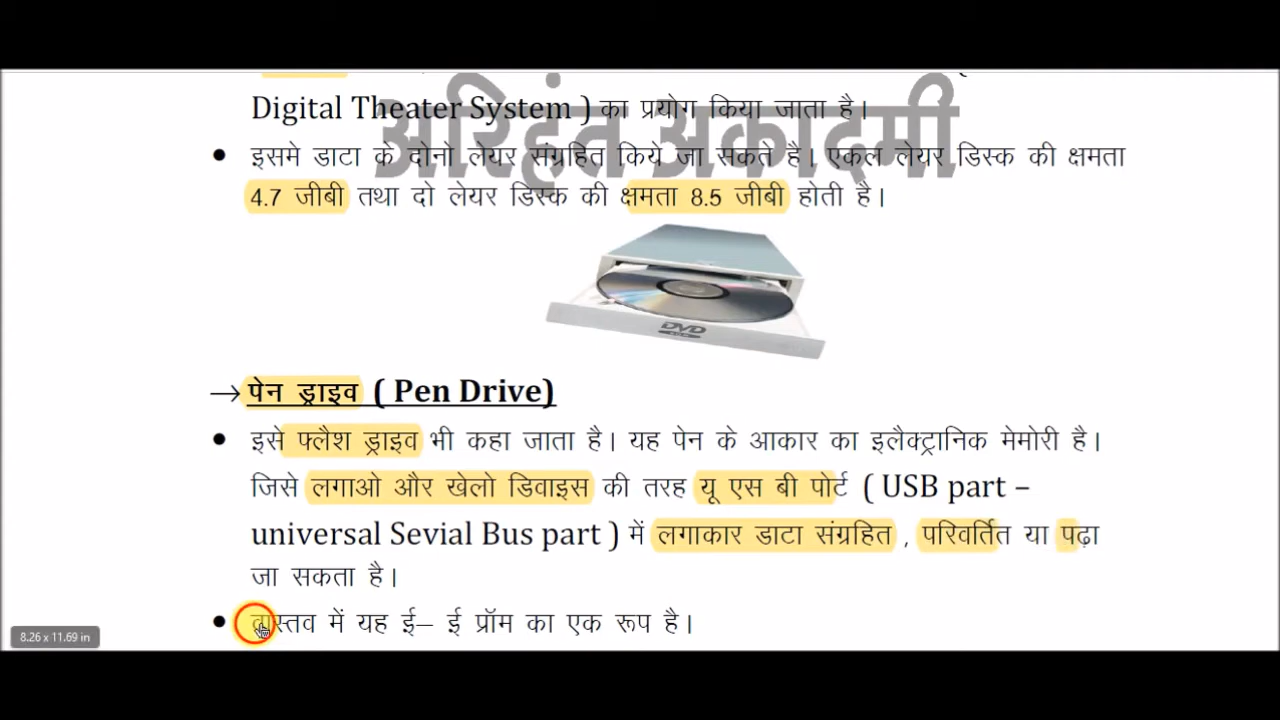 Digital Theater System ) का प्रयोग किया जाता है।
अरिहंत अकादमी
• इसमे डाटा के दोनो लेयर संग्रहित किये जा सकते है। एकल लेयर डिस्क की क्षमता
4.7 जीबी तथा दो लेयर डिस्क की क्षमता 8.5 जीबी होती है।
DVD
→ पेन ड्राइव ( Pen Drive)
• इसे फ्लैश ड्राइव भी कहा जाता है। यह पेन के आकार का इलैक्ट्रानिक मेमोरी है।
जिसे लगाओ और खेलो डिवाइस की तरह यू एस बी पोर्ट ( USB part –
universal Sevial Bus part ) में लगाकार डाटा संग्रहित , परिवर्तित या पढ़ा
जा सकता है।
• वास्तव में यह ई– ई प्रॉम का एक रूप है।
8.26 x 11.69 in